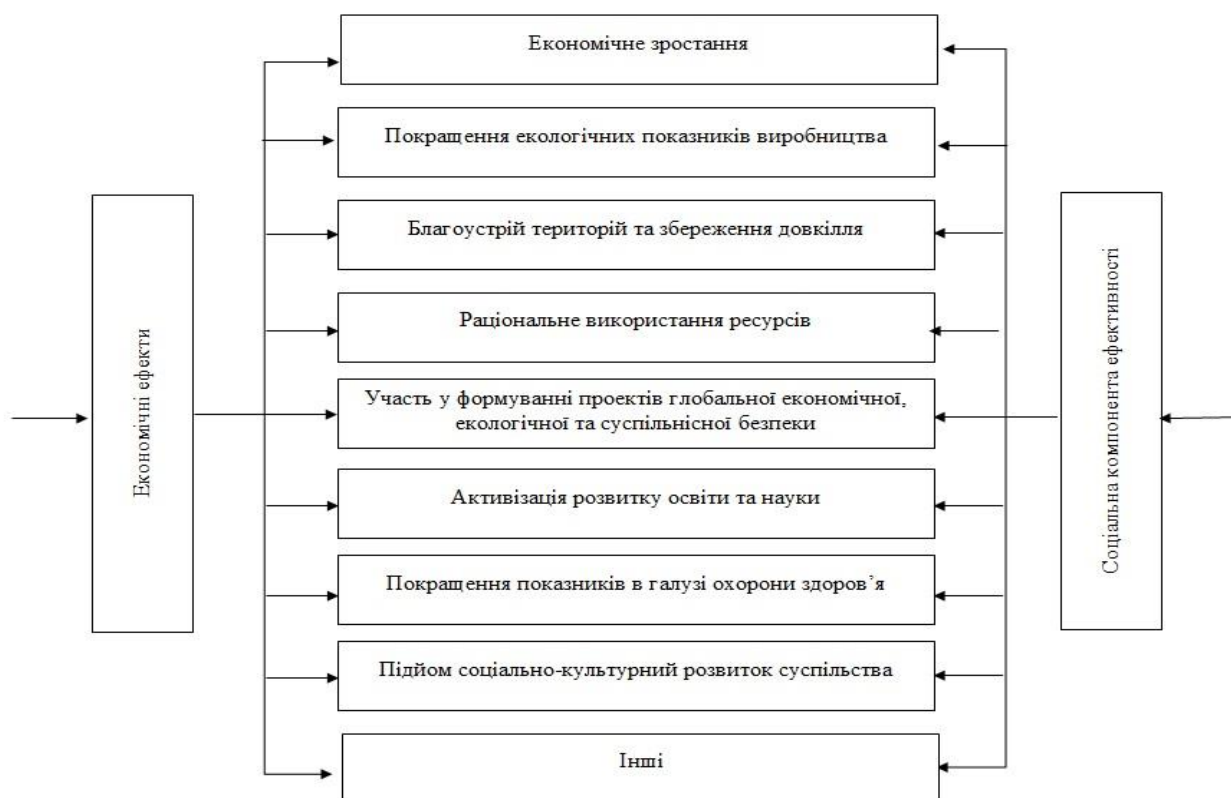 Економічне зростання
Покращення екологічних показників виробництва
Благоустрій територій та збереження довкілля
Раціональне використання ресурсів
Участь у формуванні проектів глобальної економічної,
екологічної та суспільнісної безпеки
Активізація розвитку освіти та науки
Покращення показників в галузі охорони здоров’я
Підйом соціально-культурний розвиток суспільства
Інші
Економічні ефекти
Соціальна компонента ефективності